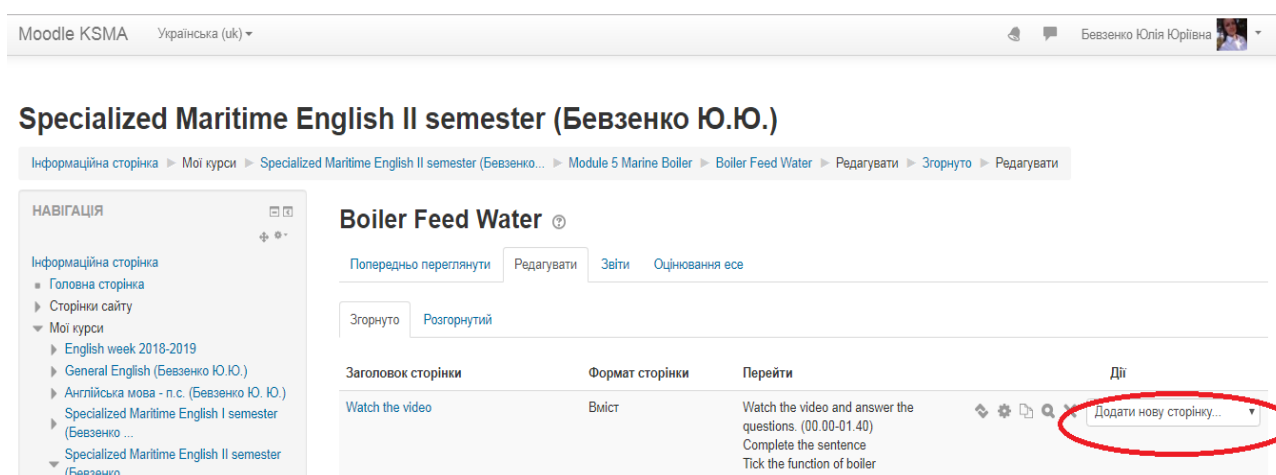 Moodle KSMA Українська (uk) Бевзенко Юлія Юріївна
Specialized Maritime English II semester (Бевзенко Ю.Ю.)
Інформаційна сторінка Мої курси Specialized Maritime English II semester (Бевзенко... Module 5 Marine Boiler Boiler Feed Water Редагувати Згорнуто Редагувати
НАВІГАЦІЯ
Інформаційна сторінка
Головна сторінка
Сторінки сайту
Мої курси
English week 2018-2019
General English (Бевзенко Ю.Ю.)
Англійська мова - п.с. (Бевзенко Ю. Ю.)
Specialized Maritime English I semester
(Бевзенко ...
Specialized Maritime English II semester
(Бевзенко
Boiler Feed Water
Попередньо переглянути Редагувати Звіти Оцінювання есе
Згорнуто Розгорнутий
Заголовок сторінки Формат сторінки Перейти Дії
Watch the video Вміст Watch the video and answer the
questions. (00.00-01.40)
Complete the sentence
Tick the function of boiler
Додати нову сторінку...